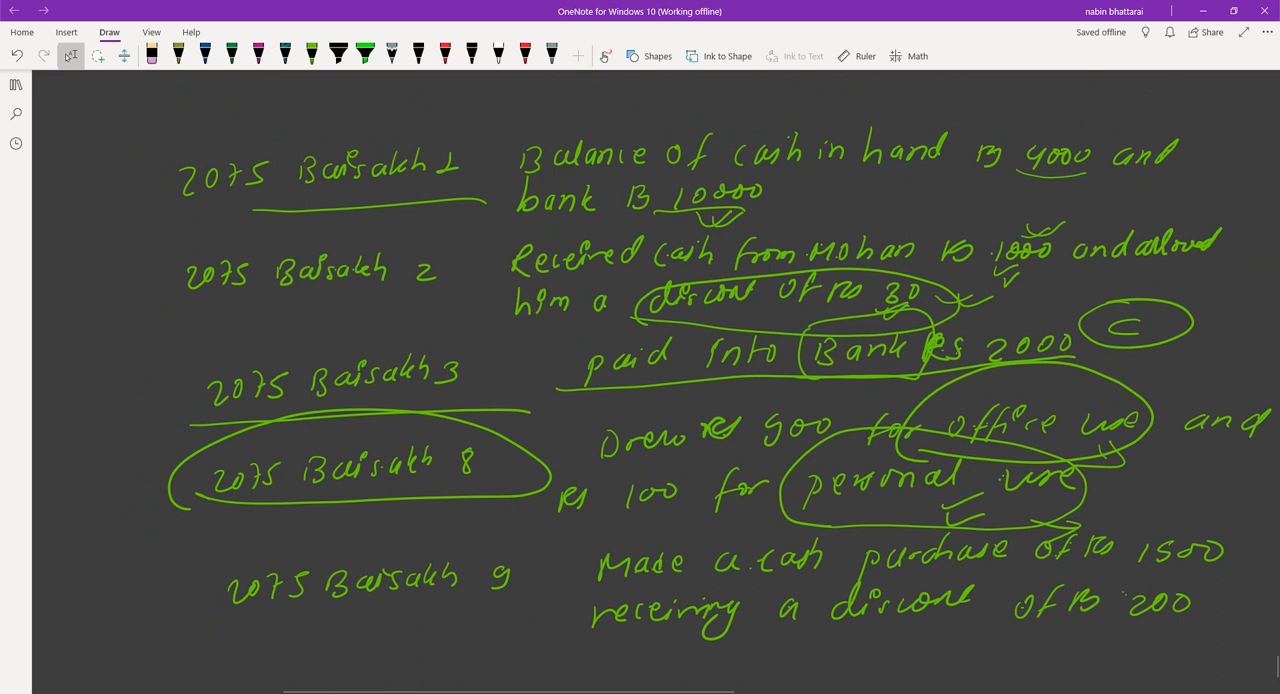 OneNote for Windows 10 (Working offline)
nabin bhattarai
Home Insert Draw View Help
Saved offline
Share
Shapes
Ink to Shape
Ink to Text
Ruler
Math
2075 Baisakh 1 Balance of cash in hand Rs 4000 and
bank Rs 10000
2075 Baisakh 2 Received cash from Mohan Rs 1000 and allowed
him a discont of Rs 30
2075 Baisakh 3 paid into Bank Rs 2000 C
2075 Baisakh 8 Drew Rs 900 for office use and
Rs 100 for personal use
2075 Baisakh 9 Made a cash purchase of Rs 1500
receiving a discont of Rs 200